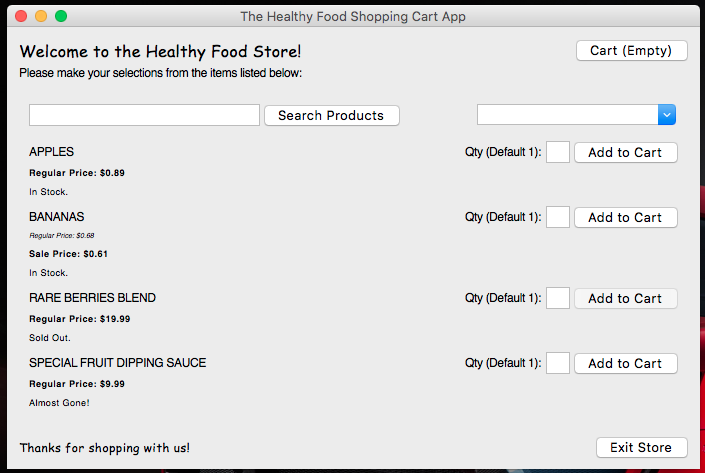 The Healthy Food Shopping Cart App
Welcome to the Healthy Food Store!
Cart (Empty)
Please make your selections from the items listed below:
Search Products
APPLES
Qty (Default 1):
Add to Cart
Regular Price: $0.89
In Stock.
BANANAS
Qty (Default 1):
Add to Cart
Regular Price: $0.68
Sale Price: $0.61
In Stock.
RARE BERRIES BLEND
Qty (Default 1):
Add to Cart
Regular Price: $19.99
Sold Out.
SPECIAL FRUIT DIPPING SAUCE
Qty (Default 1):
Add to Cart
Regular Price: $9.99
Almost Gone!
Thanks for shopping with us!
Exit Store